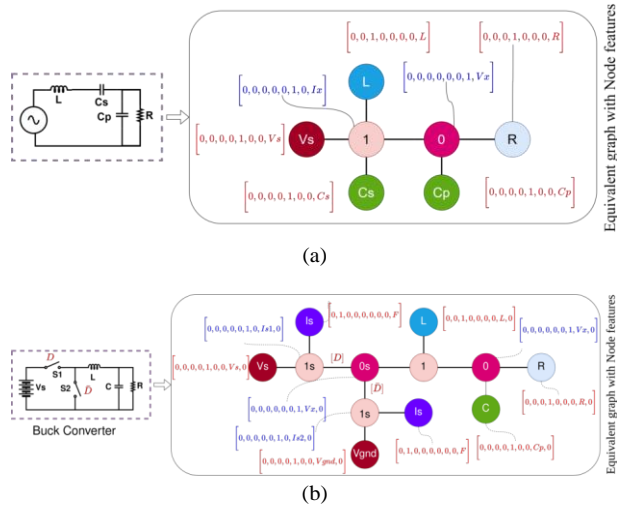 [0, 0, 1, 0, 0, 0, 0, L]
[0, 0, 0, 1, 0, 0, 0, R]
L
[0, 0, 0, 0, 0, 1, 0, Ix]
[0, 0, 0, 0, 0, 0, 1, Vx]
L
Cs
Cp
R
[0, 0, 0, 0, 1, 0, 0, Vs]
Vs
1
0
R
[0, 0, 0, 0, 1, 0, 0, Cs]
Cs
Cp
[0, 0, 0, 0, 1, 0, 0, Cp]
Equivalent graph with Node features
(a)
Is
[0, 1, 0, 0, 0, 0, 0, 0, F]
L
[0, 0, 1, 0, 0, 0, 0, L, 0]
[0, 0, 0, 0, 0, 1, 0, Is1, 0]
[0, 0, 0, 0, 0, 0, 1, Vx, 0]
D
S1
L
Vs
S2
D̄
C
R
[0, 0, 0, 0, 1, 0, 0, Vs, 0]
Vs
1s
[D]
0s
1
0
R
[D̄]
[0, 0, 0, 1, 0, 0, 0, R, 0]
[0, 0, 0, 0, 0, 0, 1, Vx, 0]
1s
Is
C
[0, 0, 0, 0, 0, 1, 0, Is2, 0]
[0, 1, 0, 0, 0, 0, 0, 0, F]
[0, 0, 0, 0, 1, 0, 0, Cp, 0]
[0, 0, 0, 0, 1, 0, 0, Vgnd, 0]
Vgnd
Buck Converter
Equivalent graph with Node features
(b)